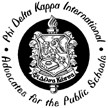 Phi Delta Kappa International
Advocates for the Public Schools